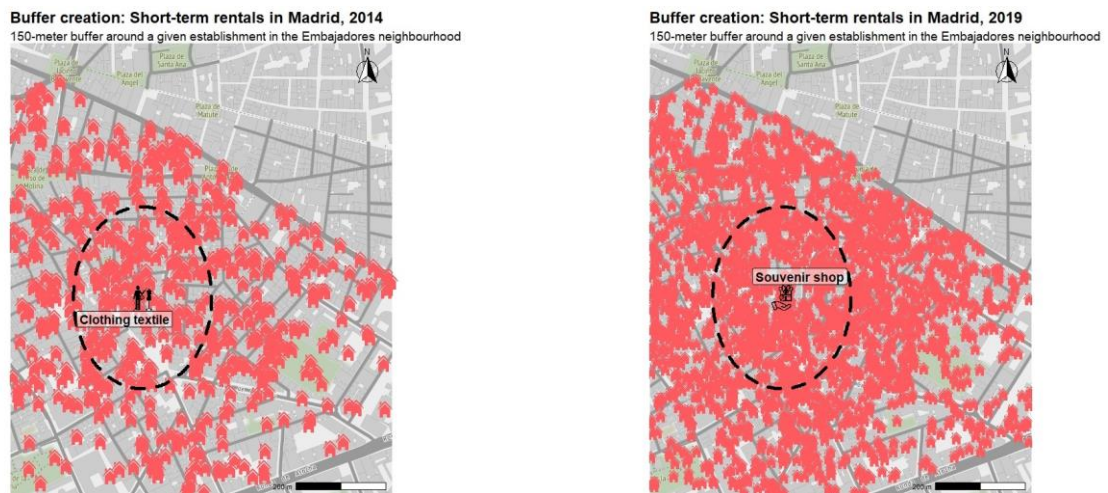 Buffer creation: Short-term rentals in Madrid, 2014
150-meter buffer around a given establishment in the Embajadores neighbourhood
Plaza de
Santa Ana
N
Plaza del
Ángel
Plaza de
Matute
Clothing textile
200 m
Buffer creation: Short-term rentals in Madrid, 2019
150-meter buffer around a given establishment in the Embajadores neighbourhood
Plaza de
Santa Ana
N
Plaza del
Ángel
Plaza de
Matute
Souvenir shop
200 m